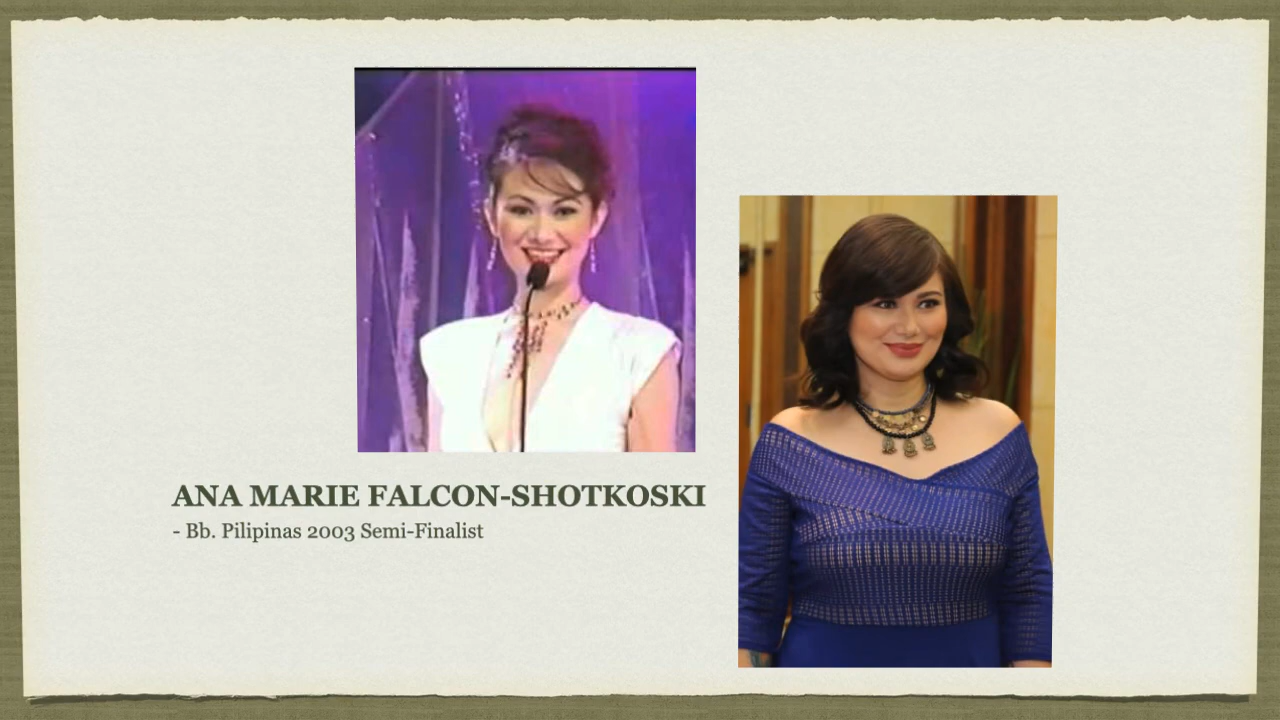 ANA MARIE FALCON-SHOTKOSKI
- Bb. Pilipinas 2003 Semi-Finalist